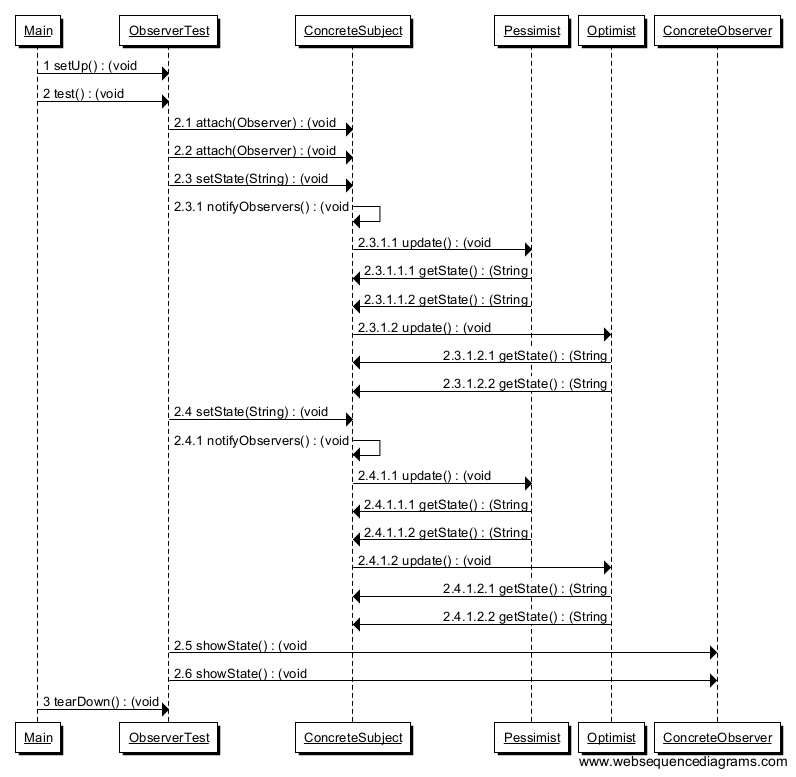 Main ObserverTest ConcreteSubject Pessimist Optimist ConcreteObserver
1 setUp() : (void
2 test() : (void
2.1 attach(Observer) : (void
2.2 attach(Observer) : (void
2.3 setState(String) : (void
2.3.1 notifyObservers() : (void
2.3.1.1 update() : (void
2.3.1.1.1 getState() : (String
2.3.1.1.2 getState() : (String
2.3.1.2 update() : (void
2.3.1.2.1 getState() : (String
2.3.1.2.2 getState() : (String
2.4 setState(String) : (void
2.4.1 notifyObservers() : (void
2.4.1.1 update() : (void
2.4.1.1.1 getState() : (String
2.4.1.1.2 getState() : (String
2.4.1.2 update() : (void
2.4.1.2.1 getState() : (String
2.4.1.2.2 getState() : (String
2.5 showState() : (void
2.6 showState() : (void
3 tearDown() : (void
Main ObserverTest ConcreteSubject Pessimist Optimist ConcreteObserver
www.websequencediagrams.com